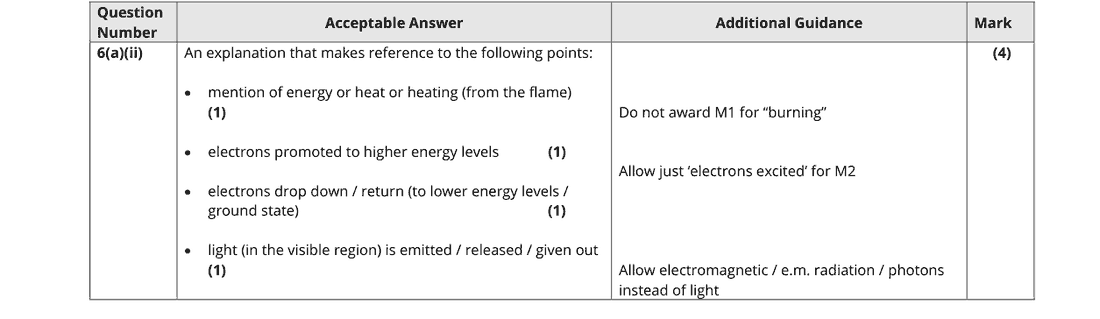 Question
Number
Acceptable Answer
Additional Guidance
Mark
6(a)(ii)
An explanation that makes reference to the following points:
(4)
• mention of energy or heat or heating (from the flame)
(1)
Do not award M1 for “burning”
• electrons promoted to higher energy levels (1)
Allow just ‘electrons excited’ for M2
• electrons drop down / return (to lower energy levels /
ground state) (1)
• light (in the visible region) is emitted / released / given out
(1)
Allow electromagnetic / e.m. radiation / photons
instead of light